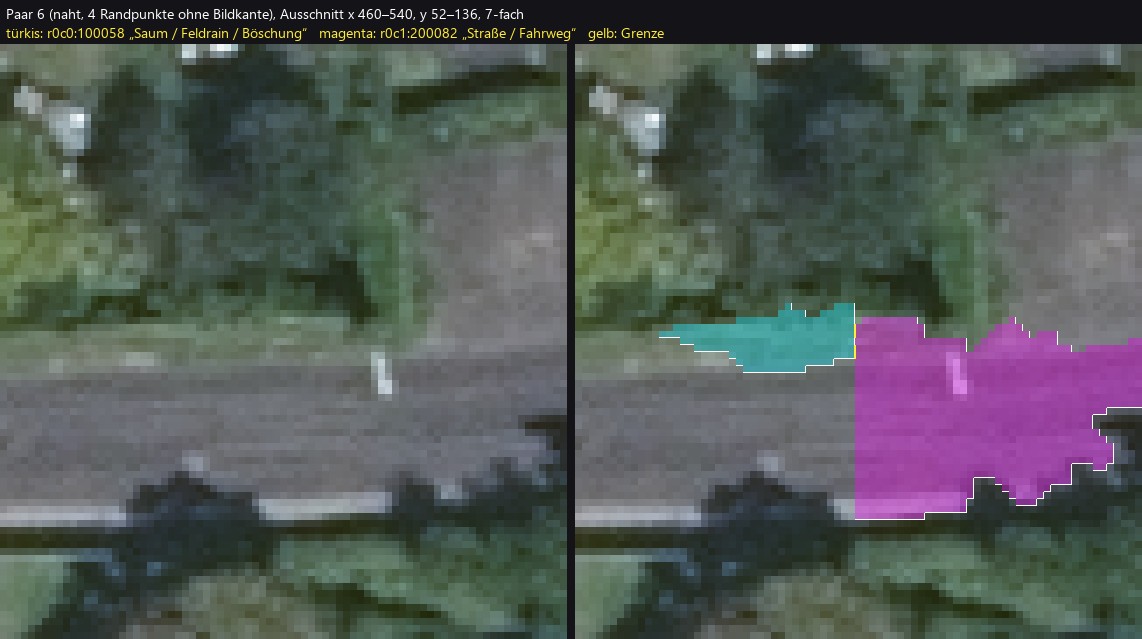 Paar 6 (naht, 4 Randpunkte ohne Bildkante), Ausschnitt x 460–540, y 52–136, 7-fach
türkis: r0c0:100058 „Saum / Feldrain / Böschung“ magenta: r0c1:200082 „Straße / Fahrweg“ gelb: Grenze